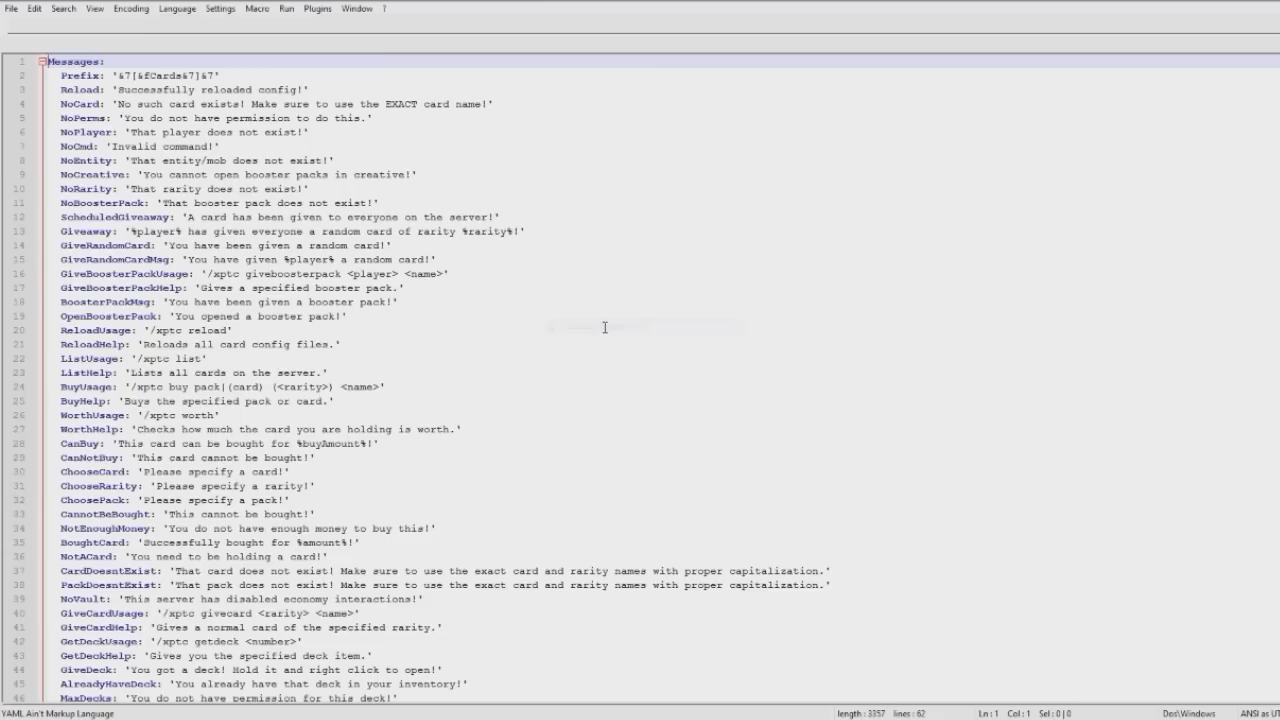 File Edit Search View Encoding Language Settings Macro Run Plugins Window ?
1 Messages:
2 Prefix: '&7[&fCards&7]&7'
3 Reload: 'Successfully reloaded config!'
4 NoCard: 'No such card exists! Make sure to use the EXACT card name!'
5 NoPerms: 'You do not have permission to do this.'
6 NoPlayer: 'That player does not exist!'
7 NoCmd: 'Invalid command!'
8 NoEntity: 'That entity/mob does not exist!'
9 NoCreative: 'You cannot open booster packs in creative!'
10 NoRarity: 'That rarity does not exist!'
11 NoBoosterPack: 'That booster pack does not exist!'
12 ScheduledGiveaway: 'A card has been given to everyone on the server!'
13 Giveaway: '%player% has given everyone a random card of rarity %rarity%!'
14 GiveRandomCard: 'You have been given a random card!'
15 GiveRandomCardMsg: 'You have given %player% a random card!'
16 GiveBoosterPackUsage: '/xptc giveboosterpack <player> <name>'
17 GiveBoosterPackHelp: 'Gives a specified booster pack.'
18 BoosterPackMsg: 'You have been given a booster pack!'
19 OpenBoosterPack: 'You opened a booster pack!'
20 ReloadUsage: '/xptc reload'
21 ReloadHelp: 'Reloads all card config files.'
22 ListUsage: '/xptc list'
23 ListHelp: 'Lists all cards on the server.'
24 BuyUsage: '/xptc buy pack|(card) (<rarity>) <name>'
25 BuyHelp: 'Buys the specified pack or card.'
26 WorthUsage: '/xptc worth'
27 WorthHelp: 'Checks how much the card you are holding is worth.'
28 CanBuy: 'This card can be bought for %buyAmount%!'
29 CanNotBuy: 'This card cannot be bought!'
30 ChooseCard: 'Please specify a card!'
31 ChooseRarity: 'Please specify a rarity!'
32 ChoosePack: 'Please specify a pack!'
33 CannotBeBought: 'This cannot be bought!'
34 NotEnoughMoney: 'You do not have enough money to buy this!'
35 BoughtCard: 'Successfully bought for %amount%!'
36 NotACard: 'You need to be holding a card!'
37 CardDoesntExist: 'That card does not exist! Make sure to use the exact card and rarity names with proper capitalization.'
38 PackDoesntExist: 'That pack does not exist! Make sure to use the exact card and rarity names with proper capitalization.'
39 NoVault: 'This server has disabled economy interactions!'
40 GiveCardUsage: '/xptc givecard <rarity> <name>'
41 GiveCardHelp: 'Gives a normal card of the specified rarity.'
42 GetDeckUsage: '/xptc getdeck <number>'
43 GetDeckHelp: 'Gives you the specified deck item.'
44 GiveDeck: 'You got a deck! Hold it and right click to open!'
45 AlreadyHaveDeck: 'You already have that deck in your inventory!'
46 MaxDecks: 'You do not have permission for this deck!'
YAML Ain't Markup Language length : 3357 lines : 62 Ln : 1 Col : 1 Sel : 0 | 0 Dos\Windows ANSI as UT